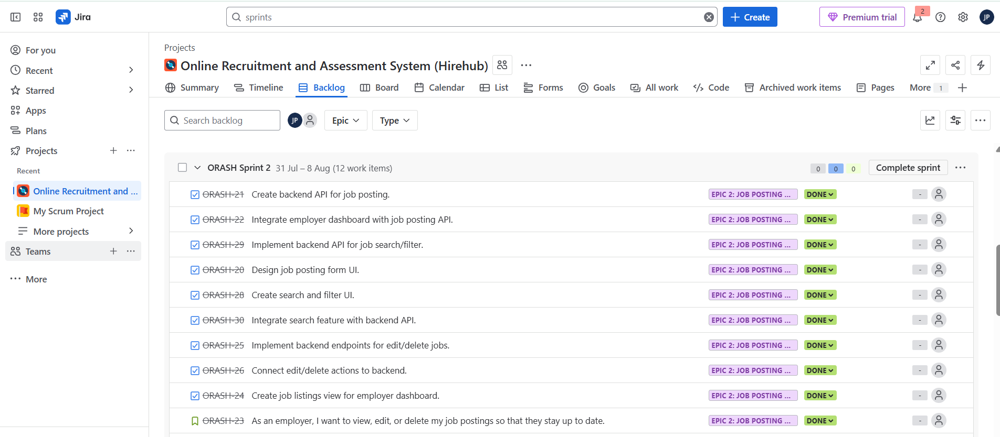 Jira
sprints
Create
Premium trial
2
JP
For you
Recent
Starred
Apps
Plans
Projects
Recent
Online Recruitment and ...
My Scrum Project
More projects
Teams
More
Projects
Online Recruitment and Assessment System (Hirehub)
Summary Timeline Backlog Board Calendar List Forms Goals All work Code Archived work items Pages More 1
Search backlog JP Epic Type
ORASH Sprint 2 31 Jul – 8 Aug (12 work items) 0 0 0 Complete sprint
ORASH-21 Create backend API for job posting. EPIC 2: JOB POSTING ... DONE -
ORASH-22 Integrate employer dashboard with job posting API. EPIC 2: JOB POSTING ... DONE -
ORASH-29 Implement backend API for job search/filter. EPIC 2: JOB POSTING ... DONE -
ORASH-20 Design job posting form UI. EPIC 2: JOB POSTING ... DONE -
ORASH-28 Create search and filter UI. EPIC 2: JOB POSTING ... DONE -
ORASH-30 Integrate search feature with backend API. EPIC 2: JOB POSTING ... DONE -
ORASH-25 Implement backend endpoints for edit/delete jobs. EPIC 2: JOB POSTING ... DONE -
ORASH-26 Connect edit/delete actions to backend. EPIC 2: JOB POSTING ... DONE -
ORASH-24 Create job listings view for employer dashboard. EPIC 2: JOB POSTING ... DONE -
ORASH-23 As an employer, I want to view, edit, or delete my job postings so that they stay up to date. EPIC 2: JOB POSTING ... DONE -